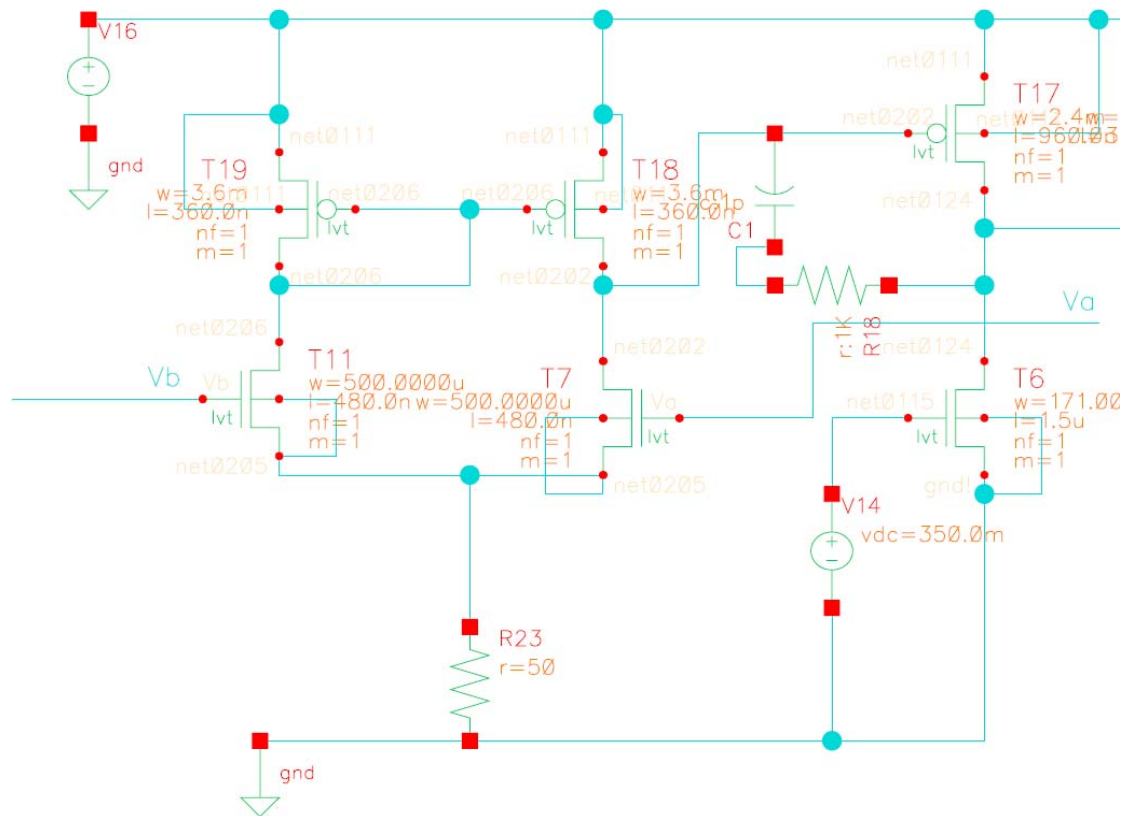 V16
gnd
net0111
net0111
net0111
T19
w=3.6m
l=360.0n
nf=1
m=1
lvt
net0206
net0206
net0206
T18
w=3.6m
l=360.0n
nf=1
m=1
lvt
net0202
C1
net0202
T17
lvt
nf=1
m=1
net0124
r:1K
R18
Va
net0206
Vb
Vb
T11
w=500.0000u
l=480.0n
nf=1
m=1
lvt
net0205
net0202
T7
w=500.0000u
l=480.0n
nf=1
m=1
Va
lvt
net0205
net0124
net0115
T6
l=1.5u
nf=1
m=1
lvt
gnd!
V14
vdc=350.0m
R23
r=50
gnd